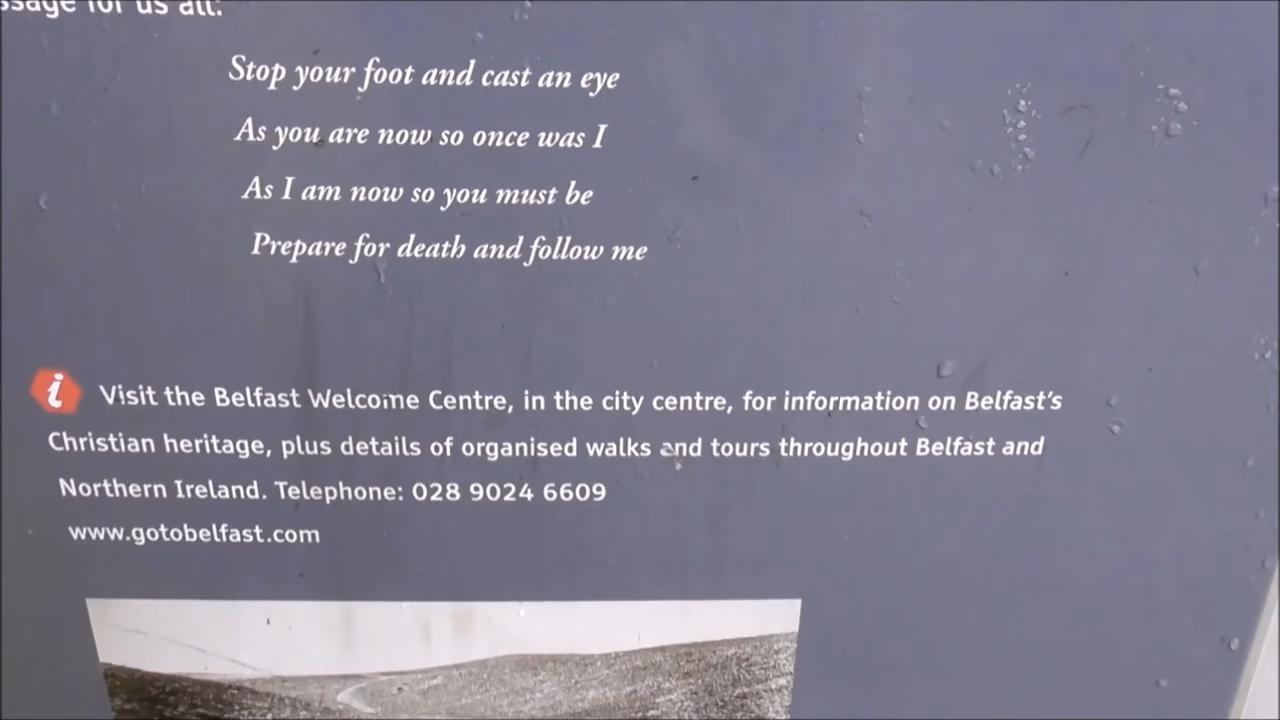 for us all:
Stop your foot and cast an eye
As you are now so once was I
As I am now so you must be
Prepare for death and follow me
i Visit the Belfast Welcome Centre, in the city centre, for information on Belfast's
Christian heritage, plus details of organised walks and tours throughout Belfast and
Northern Ireland. Telephone: 028 9024 6609
www.gotobelfast.com